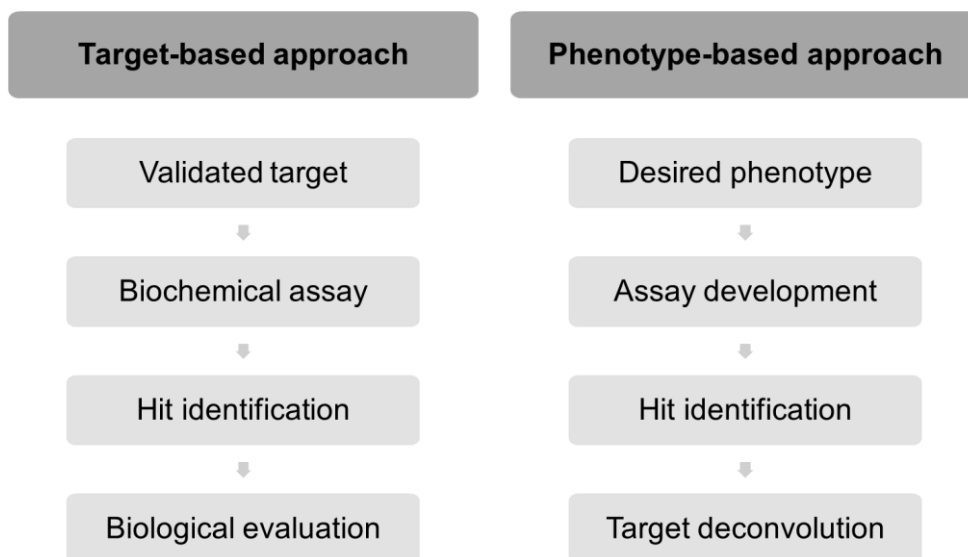 Target-based approach
Validated target
Biochemical assay
Hit identification
Biological evaluation
Phenotype-based approach
Desired phenotype
Assay development
Hit identification
Target deconvolution